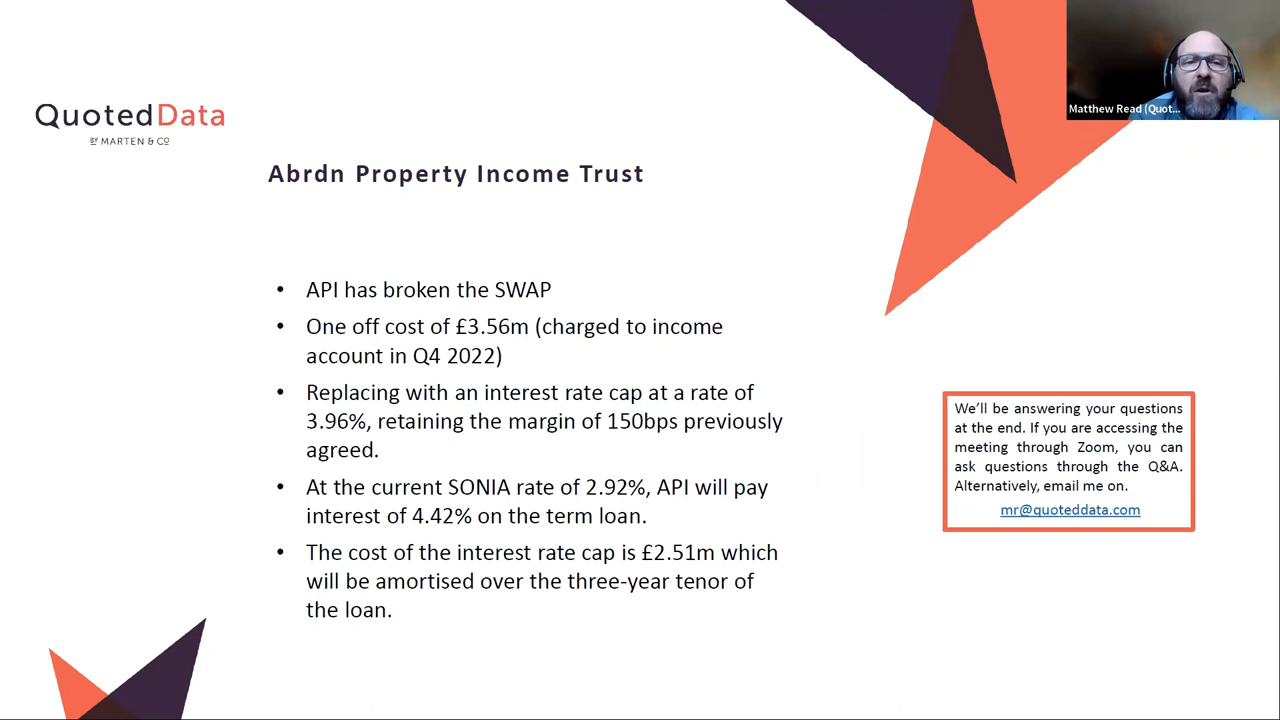 QuotedData
BY MARTEN & CO
Matthew Read (Quot...
Abrdn Property Income Trust
• API has broken the SWAP
• One off cost of £3.56m (charged to income
account in Q4 2022)
• Replacing with an interest rate cap at a rate of
3.96%, retaining the margin of 150bps previously
agreed.
• At the current SONIA rate of 2.92%, API will pay
interest of 4.42% on the term loan.
• The cost of the interest rate cap is £2.51m which
will be amortised over the three-year tenor of
the loan.
We’ll be answering your questions
at the end. If you are accessing the
meeting through Zoom, you can
ask questions through the Q&A.
Alternatively, email me on.
mr@quoteddata.com